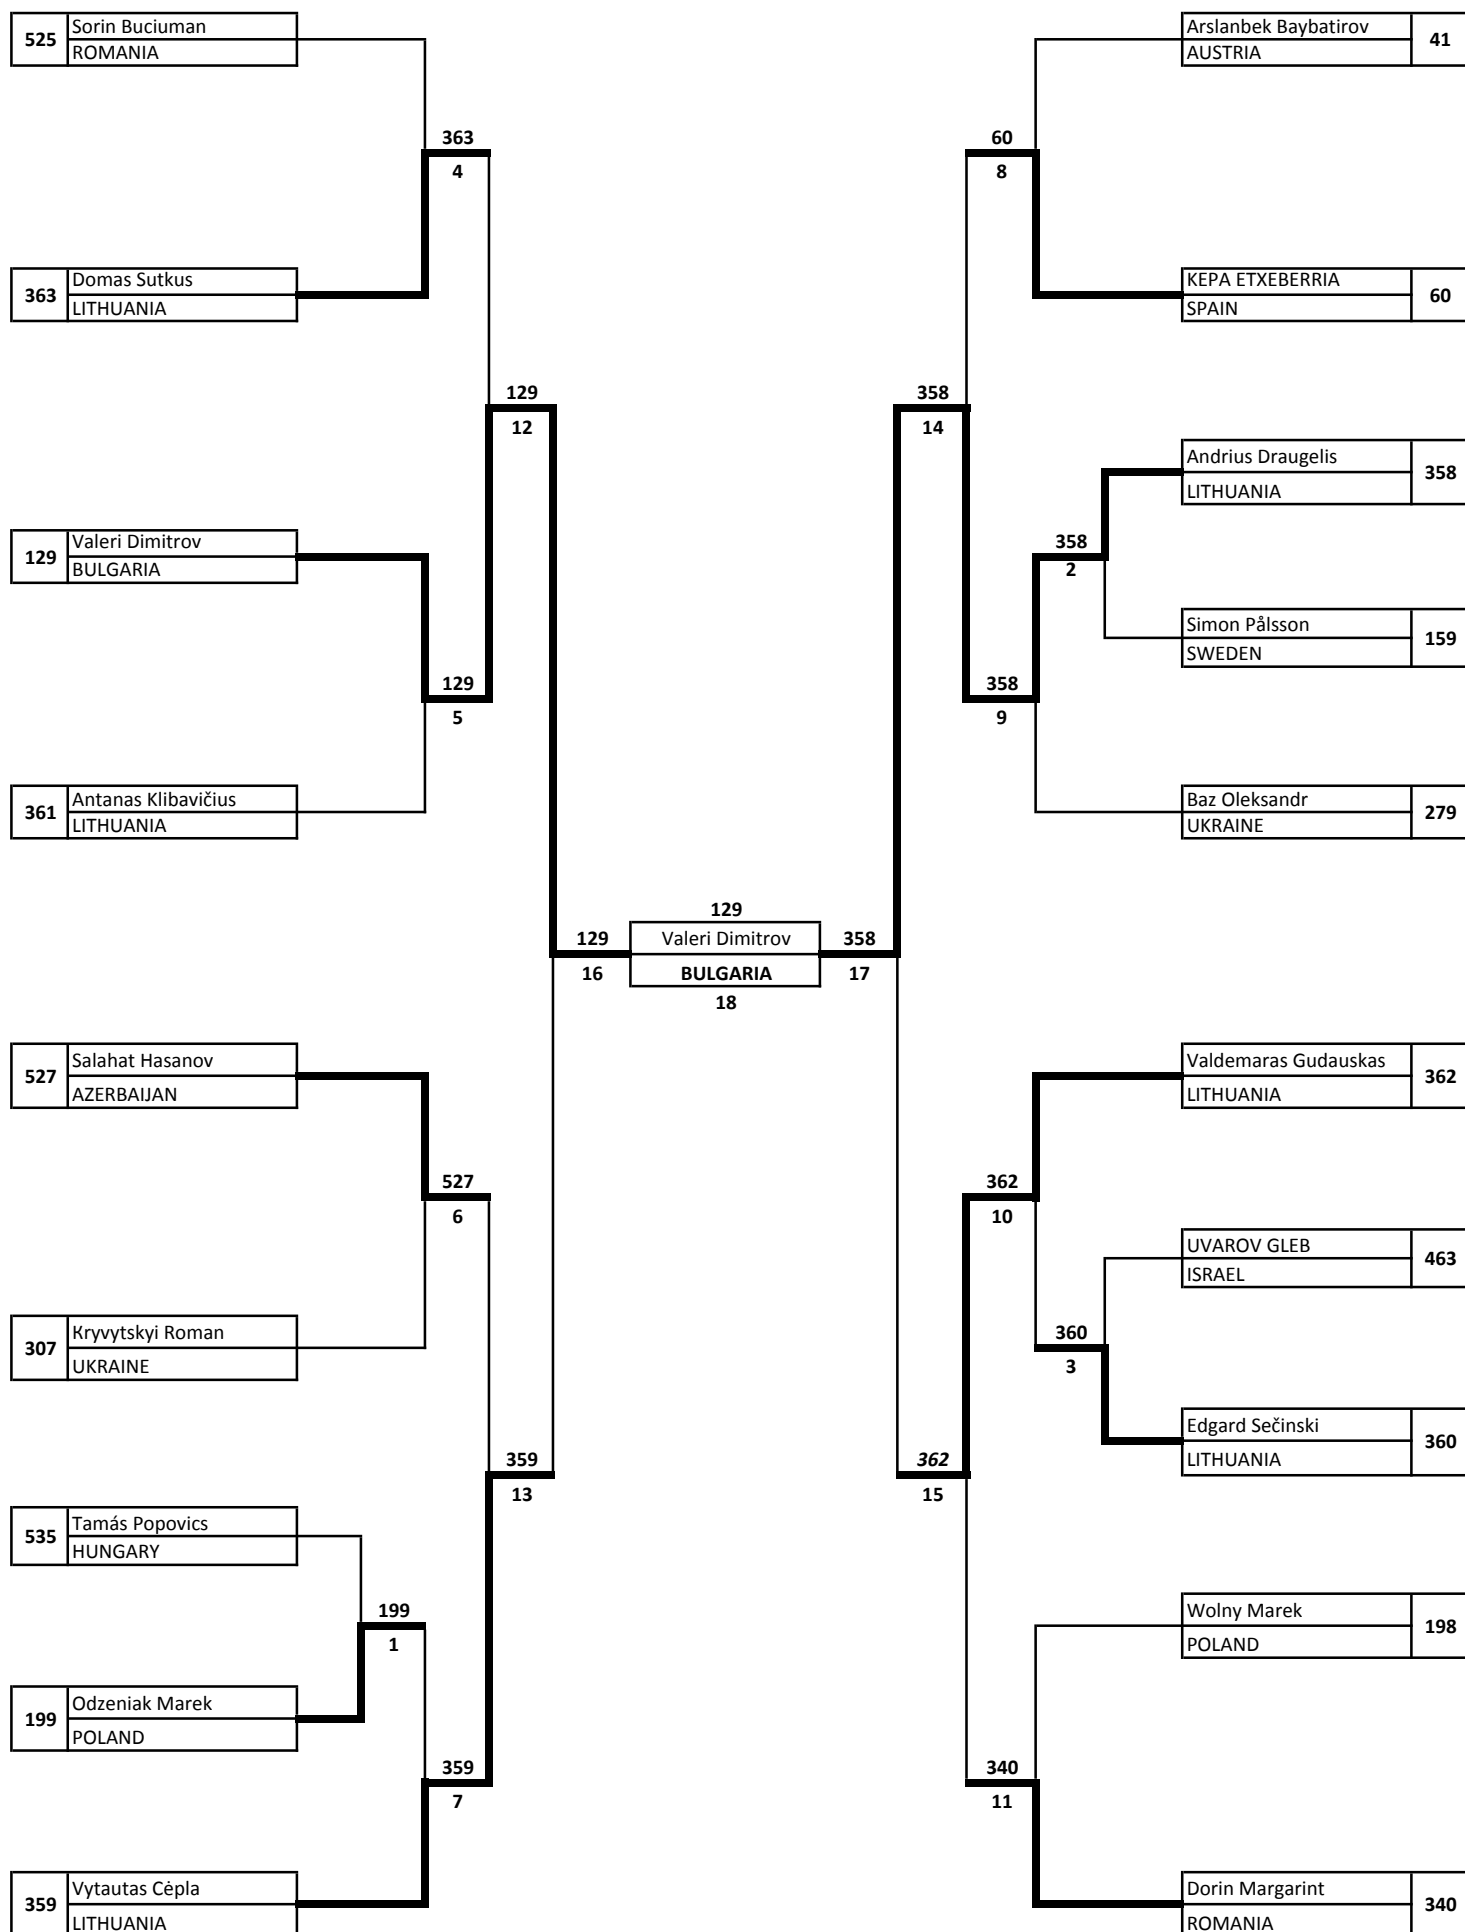 525
Sorin Buciuman
ROMANIA
Arslanbek Baybatirov
AUSTRIA
41
363
4
60
8
363
Domas Sutkus
LITHUANIA
KEPA ETXEBERRIA
SPAIN
60
129
12
358
14
Andrius Draugelis
LITHUANIA
358
129
Valeri Dimitrov
BULGARIA
358
2
Simon Pålsson
SWEDEN
159
129
5
358
9
361
Antanas Klibavičius
LITHUANIA
Baz Oleksandr
UKRAINE
279
129
129
16
Valeri Dimitrov
BULGARIA
358
17
18
527
Salahat Hasanov
AZERBAIJAN
Valdemaras Gudauskas
LITHUANIA
362
527
6
362
10
UVAROV GLEB
ISRAEL
463
307
Kryvytskyi Roman
UKRAINE
360
3
Edgard Sečinski
LITHUANIA
360
359
13
362
15
535
Tamás Popovics
HUNGARY
199
1
Wolny Marek
POLAND
198
199
Odzeniak Marek
POLAND
359
7
340
11
359
Vytautas Cėpla
LITHUANIA
Dorin Margarint
ROMANIA
340